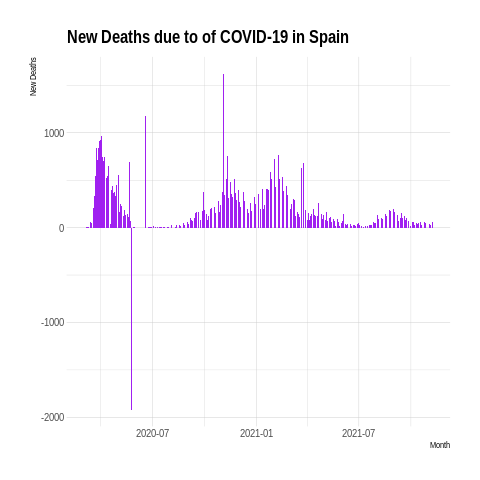 New Deaths due to of COVID-19 in Spain
New Deaths
1000
0
-1000
-2000
2020-07
2021-01
2021-07
Month